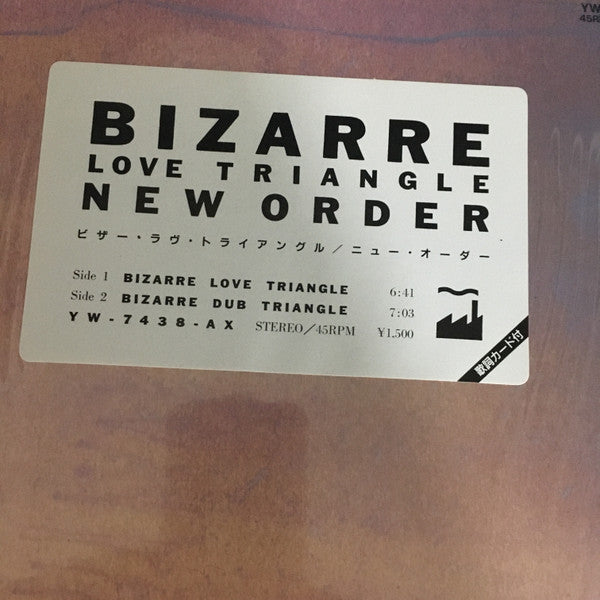 YW
45R
BIZARRE
LOVE TRIANGLE
NEW ORDER
ビザー・ラヴ・トライアングル／ニュー・オーダー
Side 1 BIZARRE LOVE TRIANGLE 6:41
Side 2 BIZARRE DUB TRIANGLE 7:03
YW-7438-AX STEREO／45RPM ¥1,500
歌詞カード付